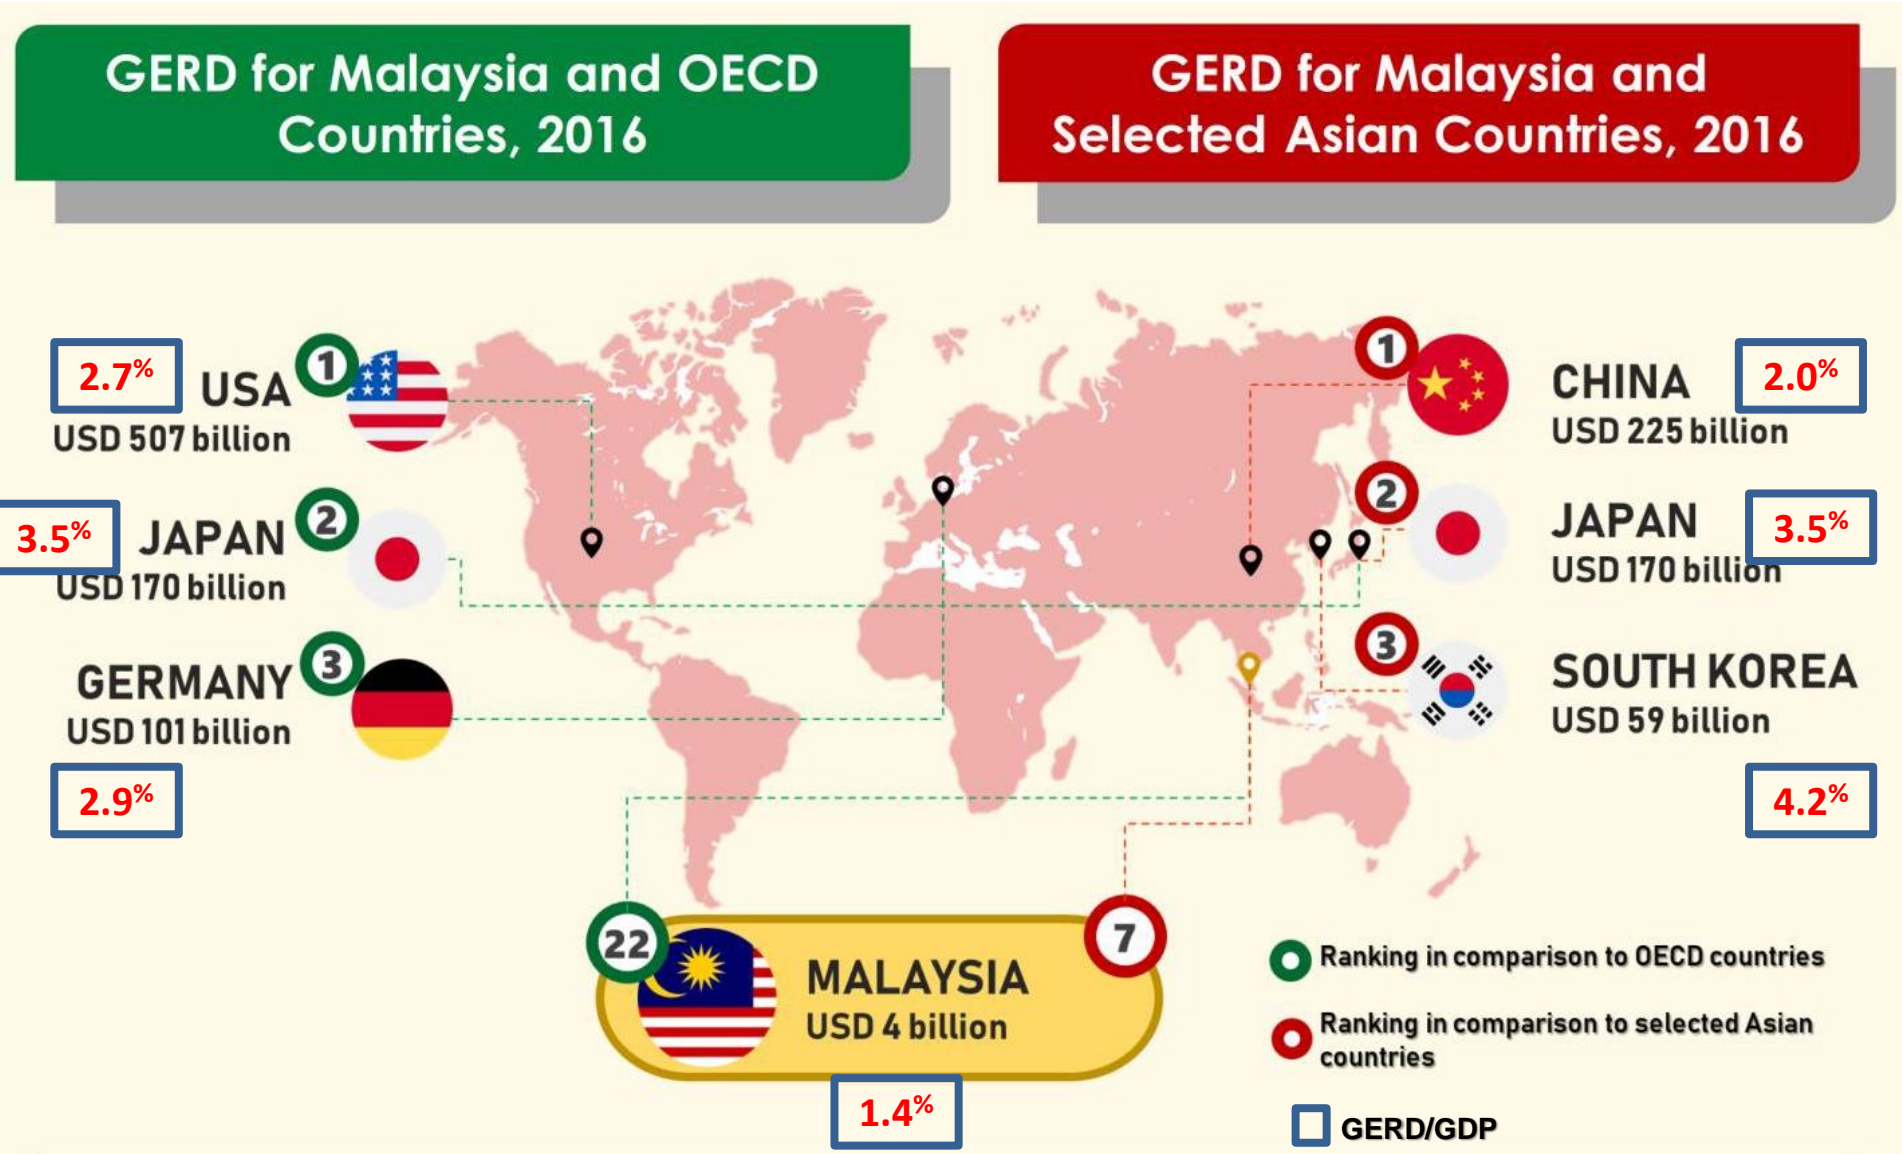 GERD for Malaysia and OECD
Countries, 2016
GERD for Malaysia and
Selected Asian Countries, 2016
2.7%
USA
1
USD 507 billion
3.5%
JAPAN
2
USD 170 billion
GERMANY
3
USD 101 billion
2.9%
1
CHINA
2.0%
USD 225 billion
2
JAPAN
3.5%
USD 170 billion
3
SOUTH KOREA
USD 59 billion
4.2%
22
7
MALAYSIA
USD 4 billion
1.4%
Ranking in comparison to OECD countries
Ranking in comparison to selected Asian
countries
GERD/GDP